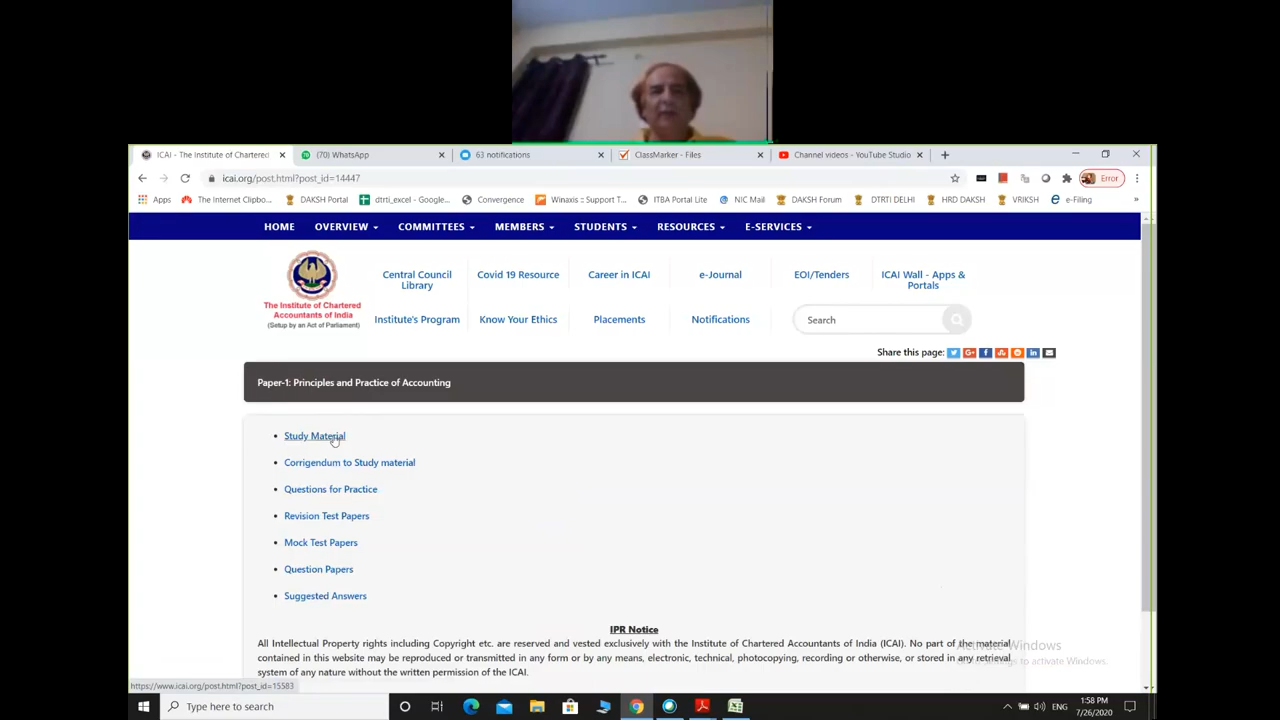 ICAI - The Institute of Chartered
(70) WhatsApp
63 notifications
ClassMarker - Files
Channel videos - YouTube Studio
icai.org/post.html?post_id=14447
Error
Apps
The Internet Clipbo...
DAKSH Portal
dtrti_excel - Google...
Convergence
Winaxis :: Support T...
ITBA Portal Lite
NIC Mail
DAKSH Forum
DTRTI DELHI
HRD DAKSH
VRIKSH
e-Filing
»
HOME
OVERVIEW
COMMITTEES
MEMBERS
STUDENTS
RESOURCES
E-SERVICES
The Institute of Chartered
Accountants of India
(Setup by an Act of Parliament)
Central Council
Library
Covid 19 Resource
Career in ICAI
e-Journal
EOI/Tenders
ICAI Wall - Apps &
Portals
Institute's Program
Know Your Ethics
Placements
Notifications
Search
Share this page:
Paper-1: Principles and Practice of Accounting
• Study Material
• Corrigendum to Study material
• Questions for Practice
• Revision Test Papers
• Mock Test Papers
• Question Papers
• Suggested Answers
IPR Notice
All Intellectual Property rights including Copyright etc. are reserved and vested exclusively with the Institute of Chartered Accountants of India (ICAI). No part of the material
contained in this website may be reproduced or transmitted in any form or by any means, electronic, technical, photocopying, recording or otherwise, or stored in any retrieval
system of any nature without the written permission of the ICAI.
Activate Windows
Settings to activate Windows.
https://www.icai.org/post.html?post_id=15583
Type here to search
ENG
1:58 PM
7/26/2020